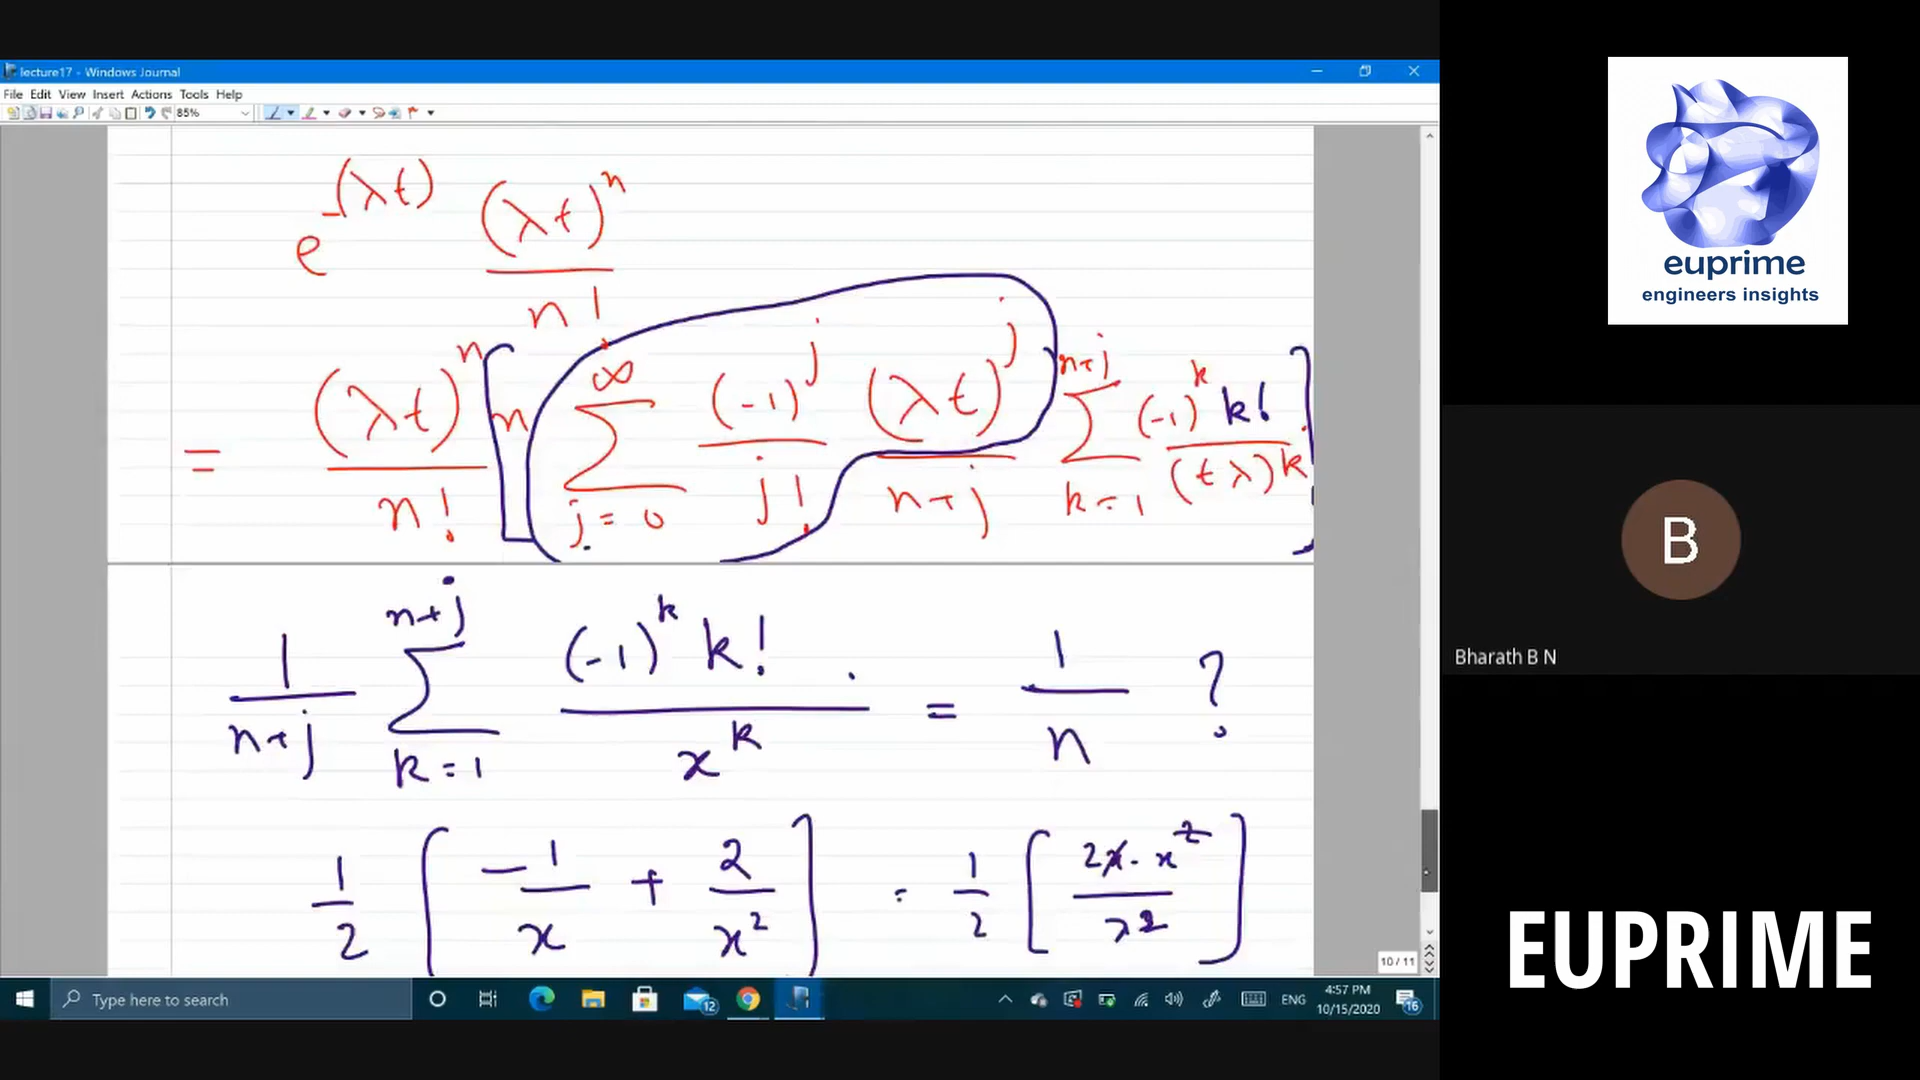 lecture17 - Windows Journal
File Edit View Insert Actions Tools Help
85%
e^-(λt) (λt)^n / n!
= (λt)^n / n! [ n ∑_{j=0}^{∞} (-1)^j / j! (λt)^j / n+j ∑_{k=1}^{n+j} (-1)^k k! / (tλ)^k ]
1 / n+j ∑_{k=1}^{n+j} (-1)^k k! / x^k = 1 / n ?
1/2 [ -1/x + 2/x^2 ] = 1/2 [ 2x - x^2 / x^2 ]
10 / 11
Type here to search
12
ENG
4:57 PM
10/15/2020
16
euprime
engineers insights
B
Bharath B N
EUPRIME